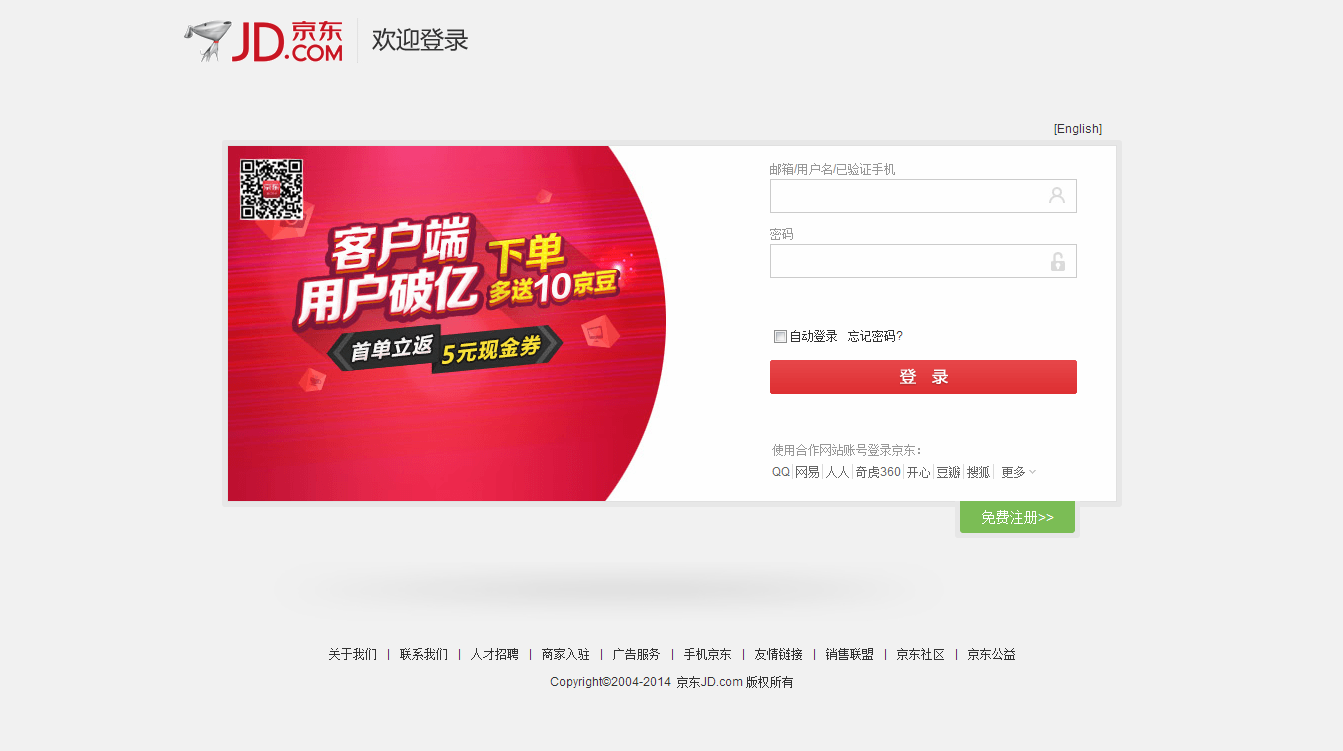 JD.COM 京东 欢迎登录
[English]
京东
客户端
用户破亿
下单
多送10京豆
首单立返 5元现金券
邮箱/用户名/已验证手机
密码
自动登录 忘记密码?
登 录
使用合作网站账号登录京东：
QQ | 网易 | 人人 | 奇虎360 | 开心 | 豆瓣 | 搜狐 | 更多
免费注册>>
关于我们 | 联系我们 | 人才招聘 | 商家入驻 | 广告服务 | 手机京东 | 友情链接 | 销售联盟 | 京东社区 | 京东公益
Copyright©2004-2014 京东JD.com 版权所有